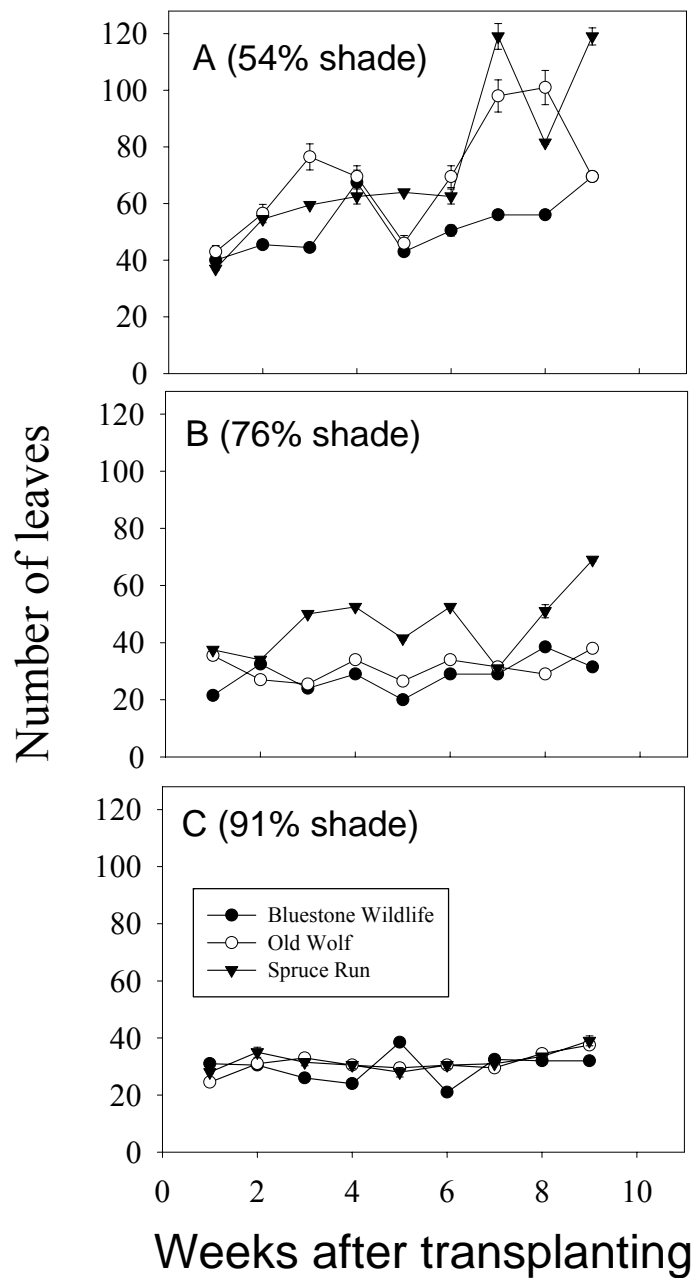 120
A (54% shade)
100
80
60
40
20
0
120
B (76% shade)
100
80
60
40
20
0
Number of leaves
120
C (91% shade)
100
80
Bluestone Wildlife
Old Wolf
Spruce Run
60
40
20
0
0 2 4 6 8 10
Weeks after transplanting